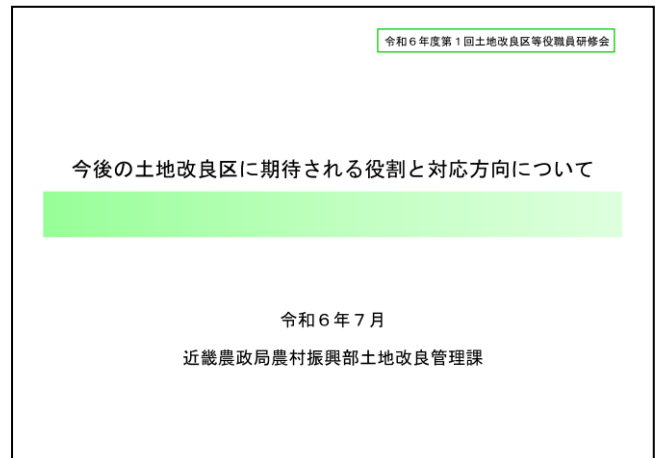 令和６年度第１回土地改良区等役職員研修会
今後の土地改良区に期待される役割と対応方向について
令和６年７月
近畿農政局農村振興部土地改良管理課